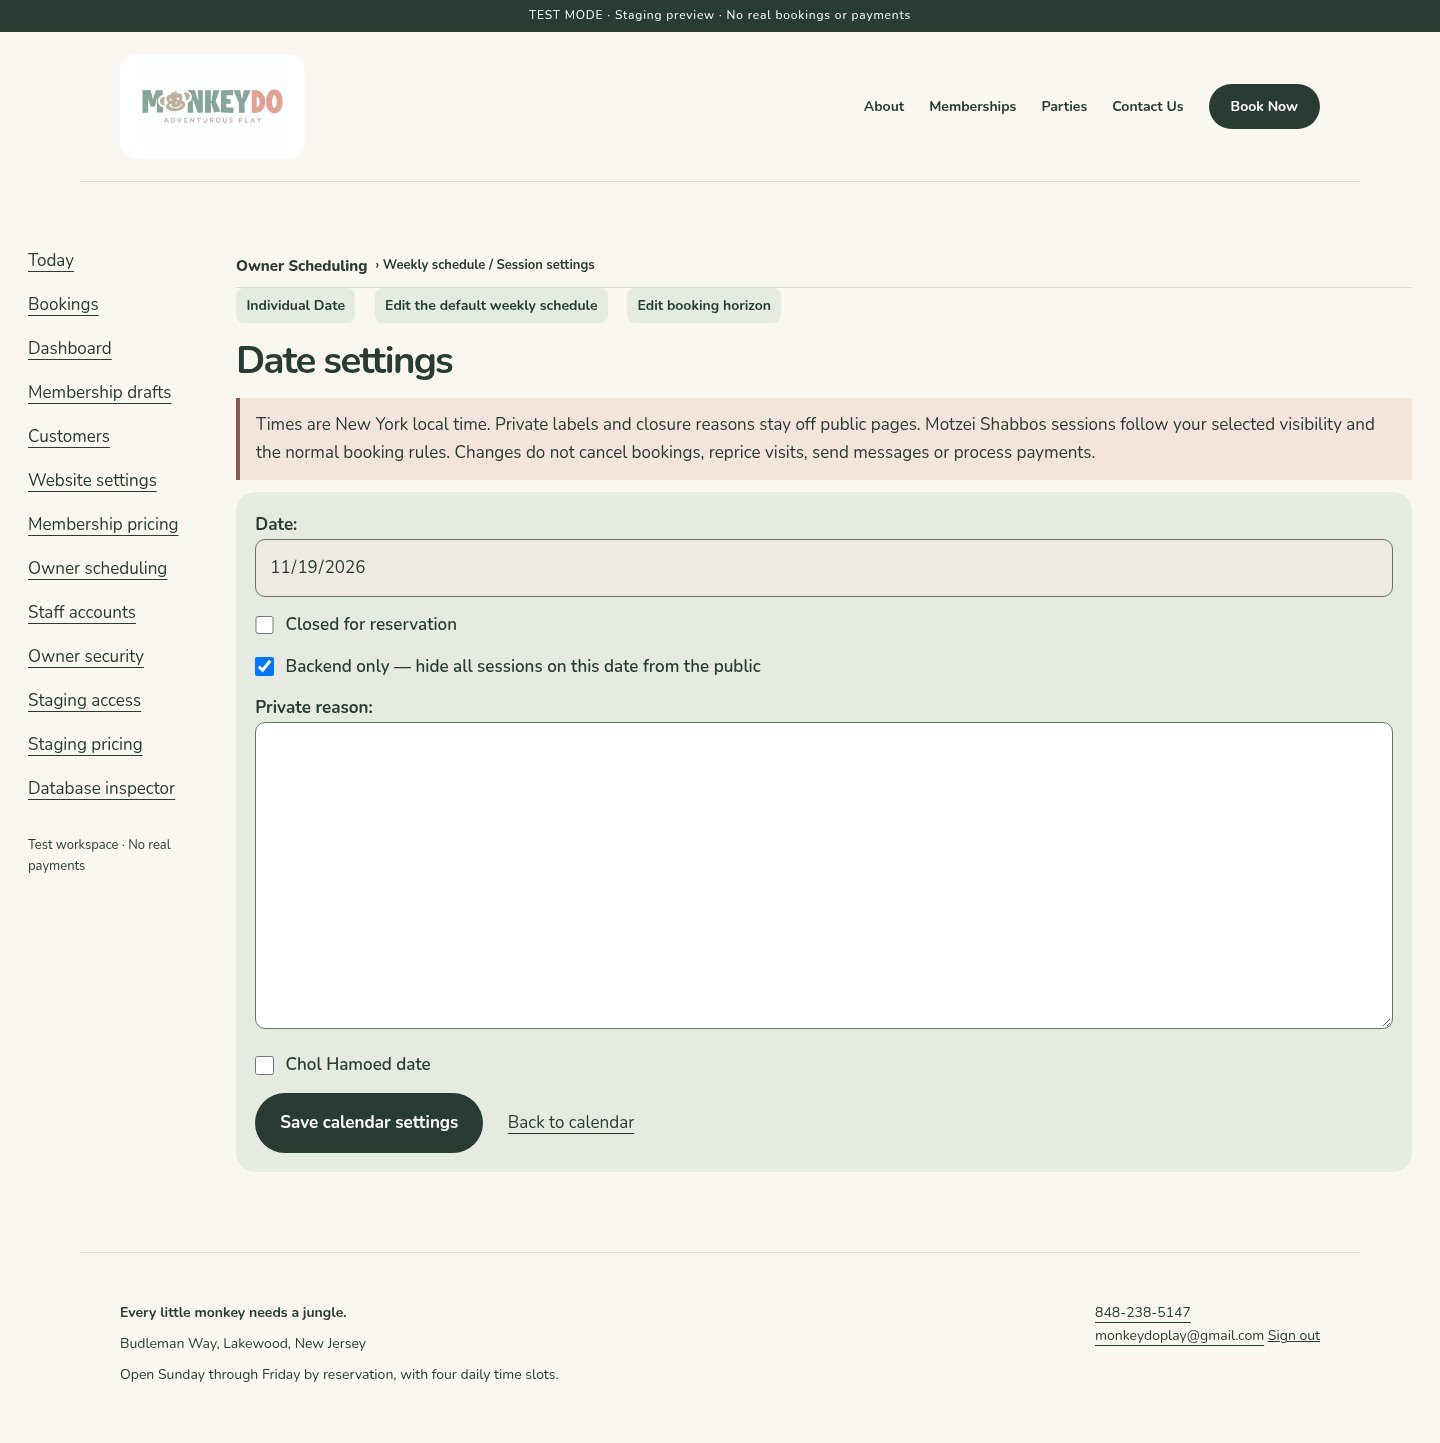 TEST MODE · Staging preview · No real bookings or payments
MONKEYDO
ADVENTUROUS PLAY
About
Memberships
Parties
Contact Us
Book Now
Today
Bookings
Dashboard
Membership drafts
Customers
Website settings
Membership pricing
Owner scheduling
Staff accounts
Owner security
Staging access
Staging pricing
Database inspector
Test workspace · No real
payments
Owner Scheduling › Weekly schedule / Session settings
Individual Date
Edit the default weekly schedule
Edit booking horizon
Date settings
Times are New York local time. Private labels and closure reasons stay off public pages. Motzei Shabbos sessions follow your selected visibility and
the normal booking rules. Changes do not cancel bookings, reprice visits, send messages or process payments.
Date:
11/19/2026
Closed for reservation
Backend only — hide all sessions on this date from the public
Private reason:
Chol Hamoed date
Save calendar settings
Back to calendar
Every little monkey needs a jungle.
Budleman Way, Lakewood, New Jersey
Open Sunday through Friday by reservation, with four daily time slots.
848-238-5147
monkeydoplay@gmail.com Sign out